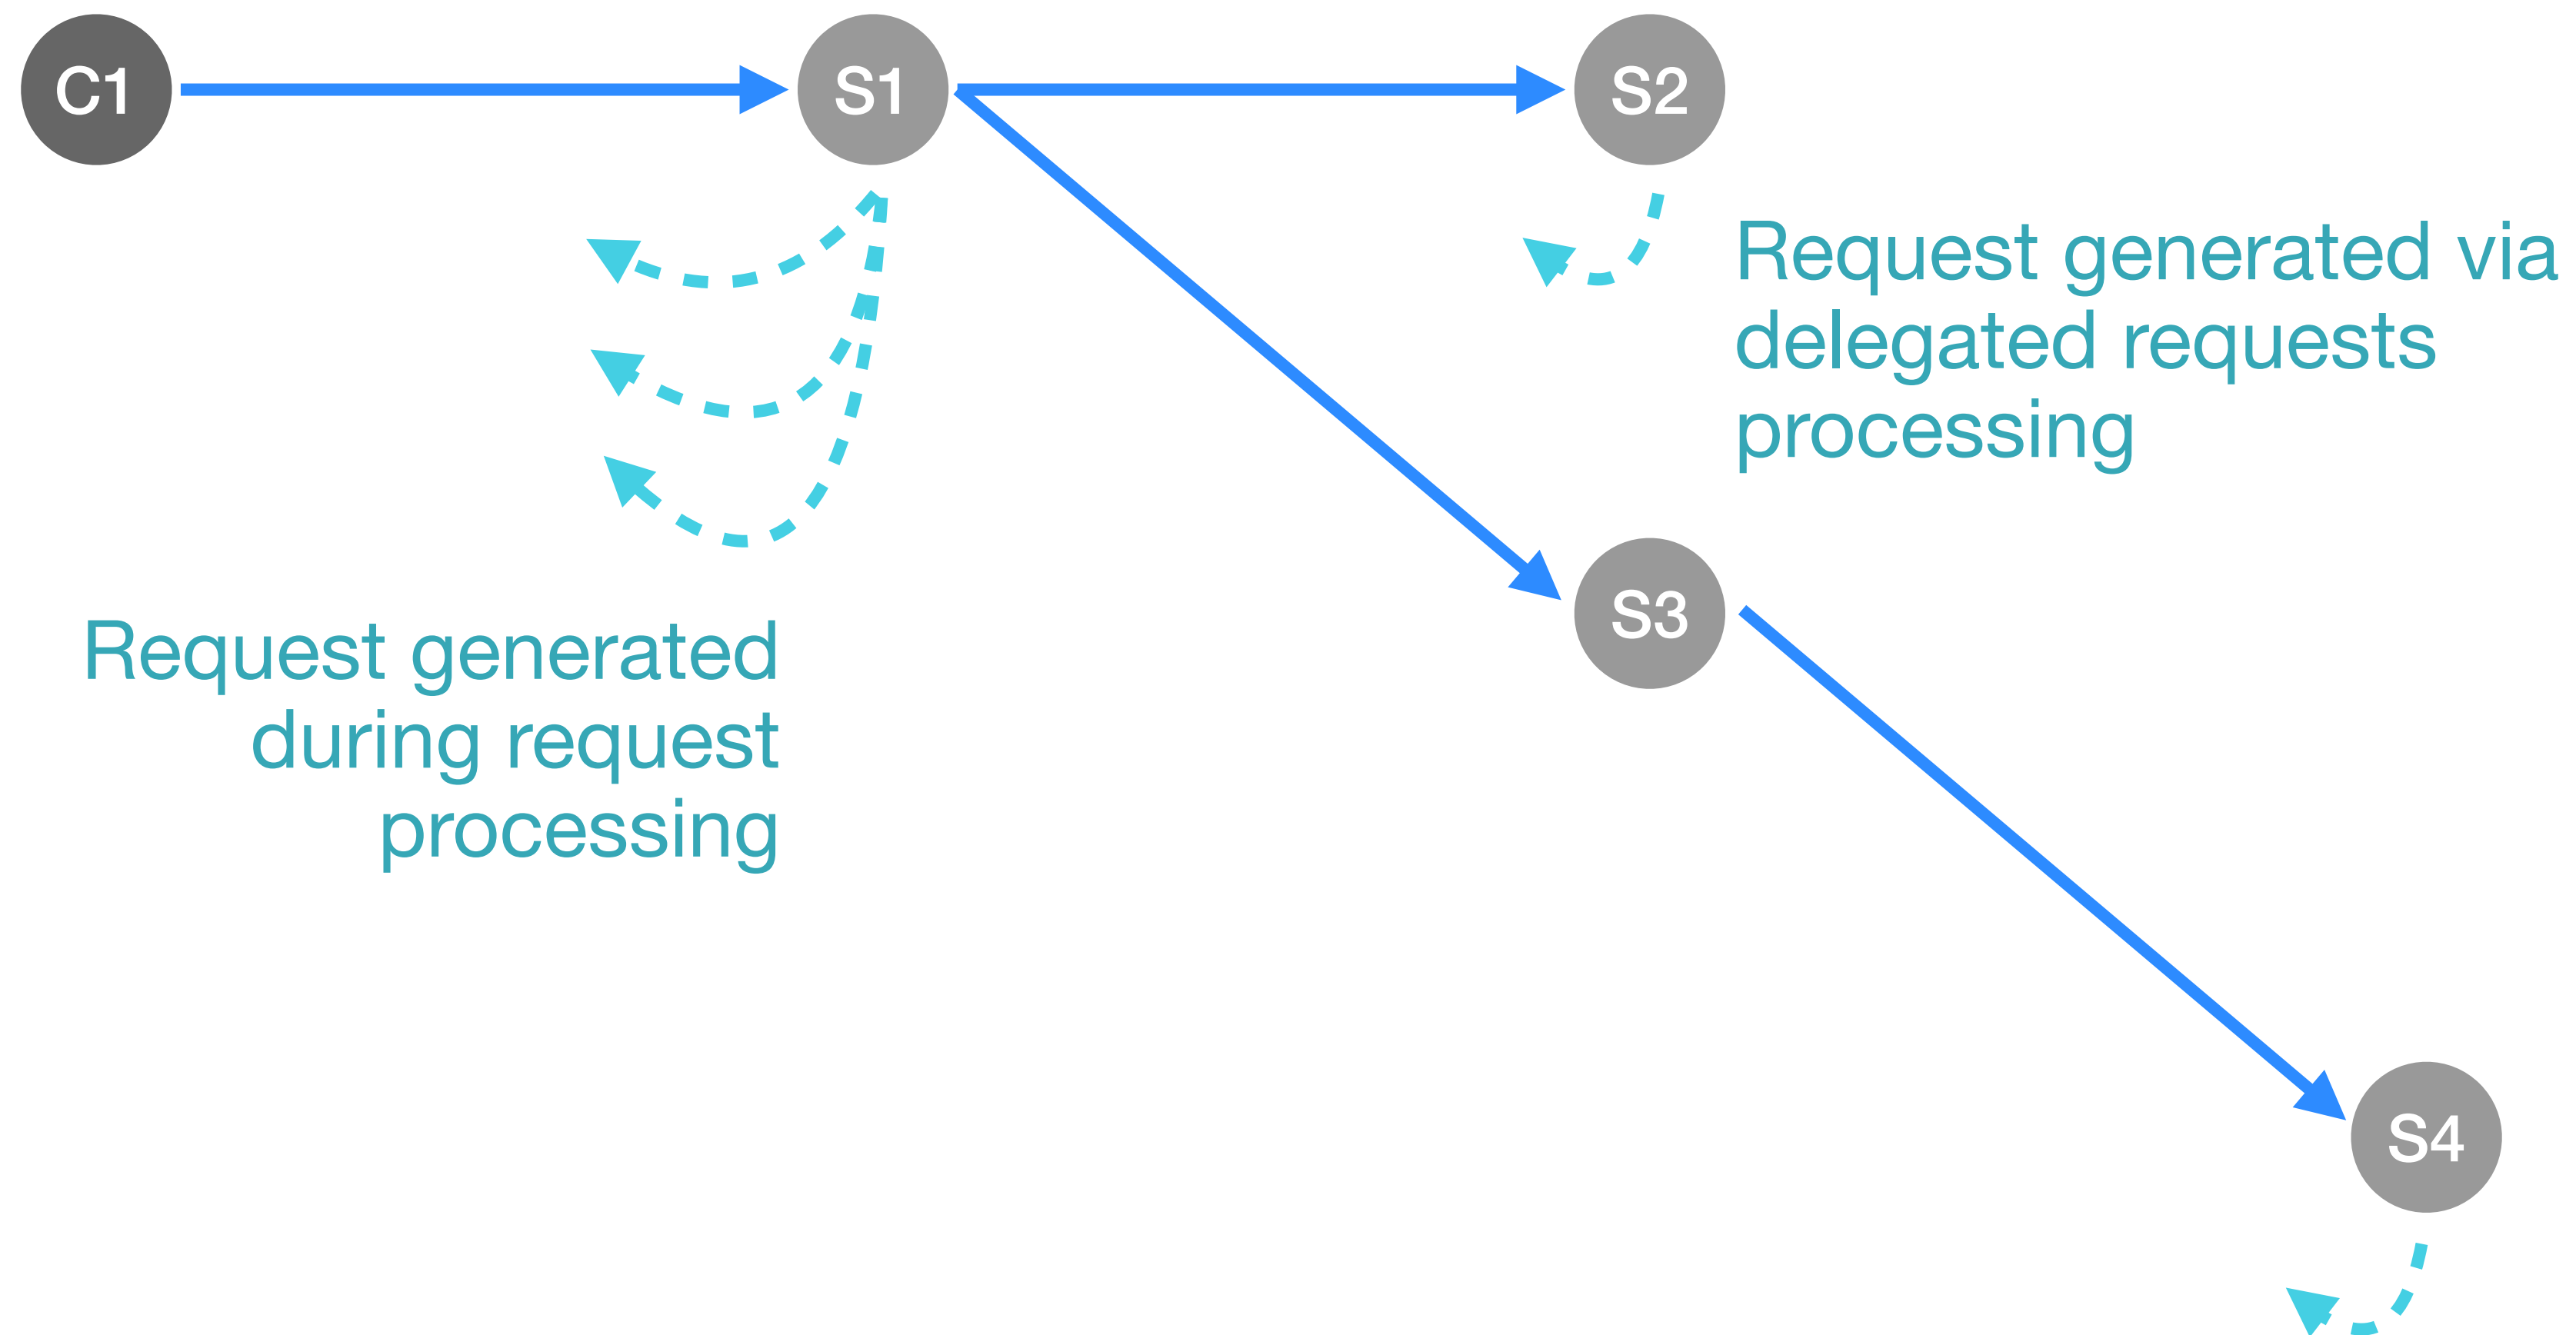 C1
S1
S2
Request generated via
delegated requests
processing
S3
Request generated
during request
processing
S4